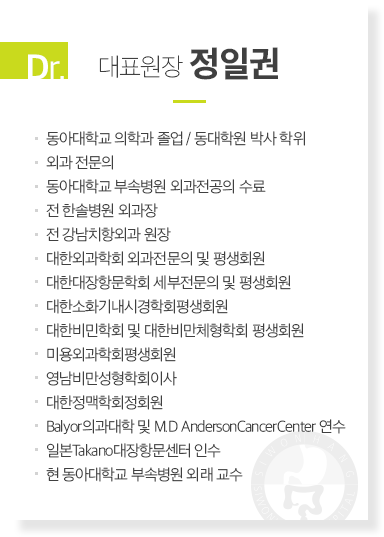 Dr.
대표원장 정일권
동아대학교 의학과 졸업 / 동대학원 박사 학위
외과 전문의
동아대학교 부속병원 외과전공의 수료
전 한솔병원 외과장
전 강남치항외과 원장
대한외과학회 외과전문의 및 평생회원
대한대장항문학회 세부전문의 및 평생회원
대한소화기내시경학회평생회원
대한비민학회 및 대한비만체형학회 평생회원
미용외과학회평생회원
영남비만성형학회이사
대한정맥학회정회원
Balyor의과대학 및 M.D AndersonCancerCenter 연수
일본Takano대장항문센터 인수
현 동아대학교 부속병원 외래 교수